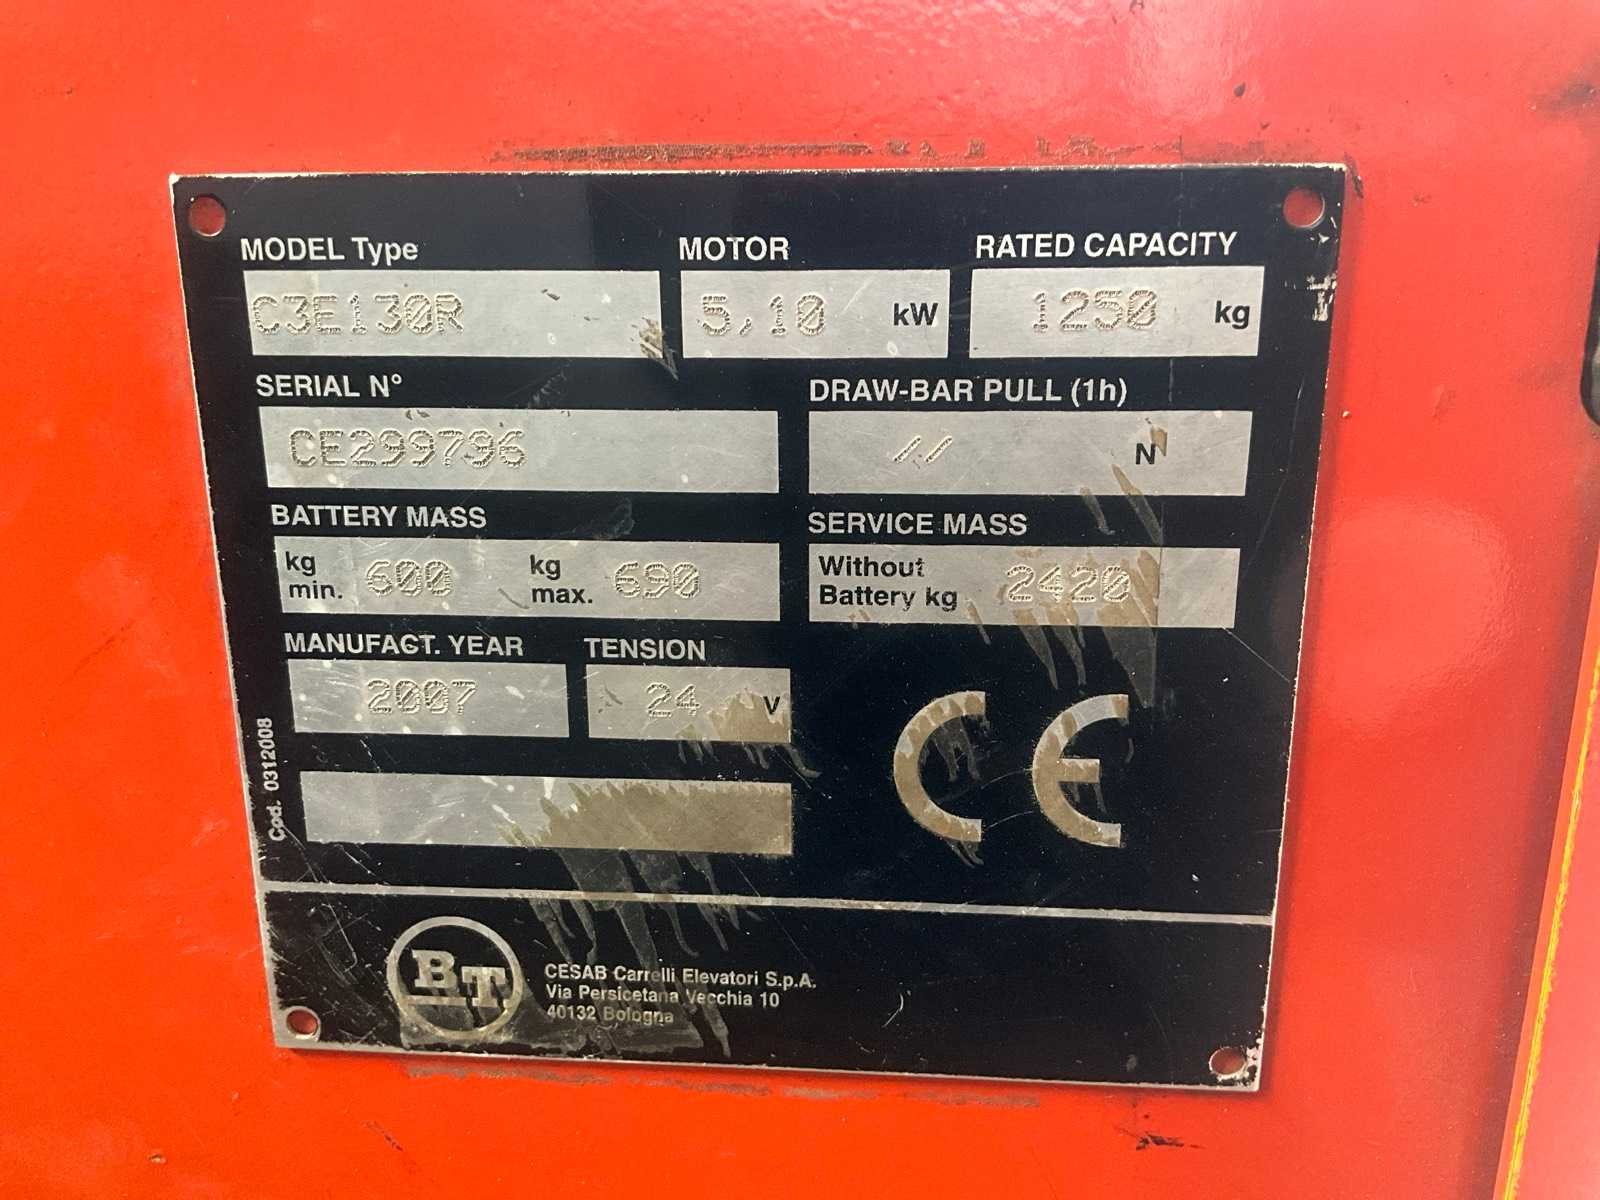 MODEL Type MOTOR RATED CAPACITY
C3E130R 5,10 kW 1250 kg
SERIAL N° DRAW-BAR PULL (1h)
CE299796 // N
BATTERY MASS SERVICE MASS
kg min. 600 kg max. 690 Without Battery kg 2420
MANUFACT. YEAR TENSION
2007 24 V
CE
Cod. 0312008
BT
CESAB Carrelli Elevatori S.p.A.
Via Persicetana Vecchia 10
40132 Bologna